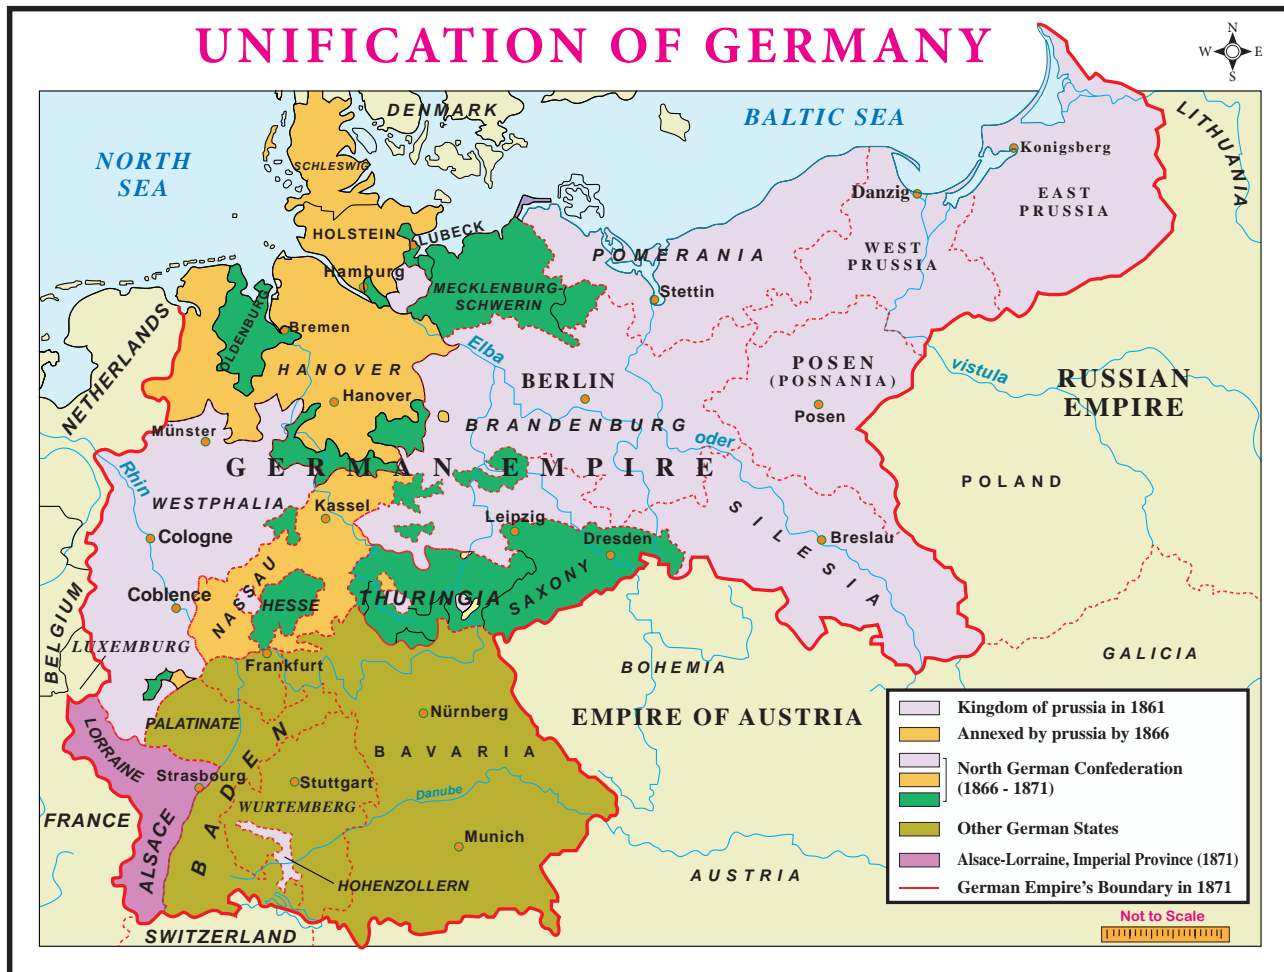 UNIFICATION OF GERMANY
N
W E
S
DENMARK
BALTIC SEA
LITHUANIA
NORTH
SEA
SCHLESWIG
Konigsberg
Danzig
EAST
PRUSSIA
HOLSTEIN
LUBECK
WEST
PRUSSIA
POMERANIA
Hamburg
MECKLENBURG-
SCHWERIN
Stettin
NETHERLANDS
OLDENBURG
Bremen
Elba
HANOVER
BERLIN
POSEN
(POSNANIA)
vistula
RUSSIAN
EMPIRE
Hanover
Posen
Münster
BRANDENBURG
oder
GERMAN EMPIRE
Rhin
POLAND
WESTPHALIA
Kassel
Leipzig
SILESIA
Cologne
Dresden
Breslau
Coblence
NASSAU
HESSE
THURINGIA
SAXONY
BELGIUM
LUXEMBURG
Frankfurt
BOHEMIA
GALICIA
LORRAINE
PALATINATE
Nürnberg
EMPIRE OF AUSTRIA
BADEN
BAVARIA
Strasbourg
Stuttgart
Danube
WURTEMBERG
FRANCE
ALSACE
Munich
HOHENZOLLERN
AUSTRIA
SWITZERLAND
Kingdom of prussia in 1861
Annexed by prussia by 1866
North German Confederation
(1866 - 1871)
Other German States
Alsace-Lorraine, Imperial Province (1871)
German Empire's Boundary in 1871
Not to Scale